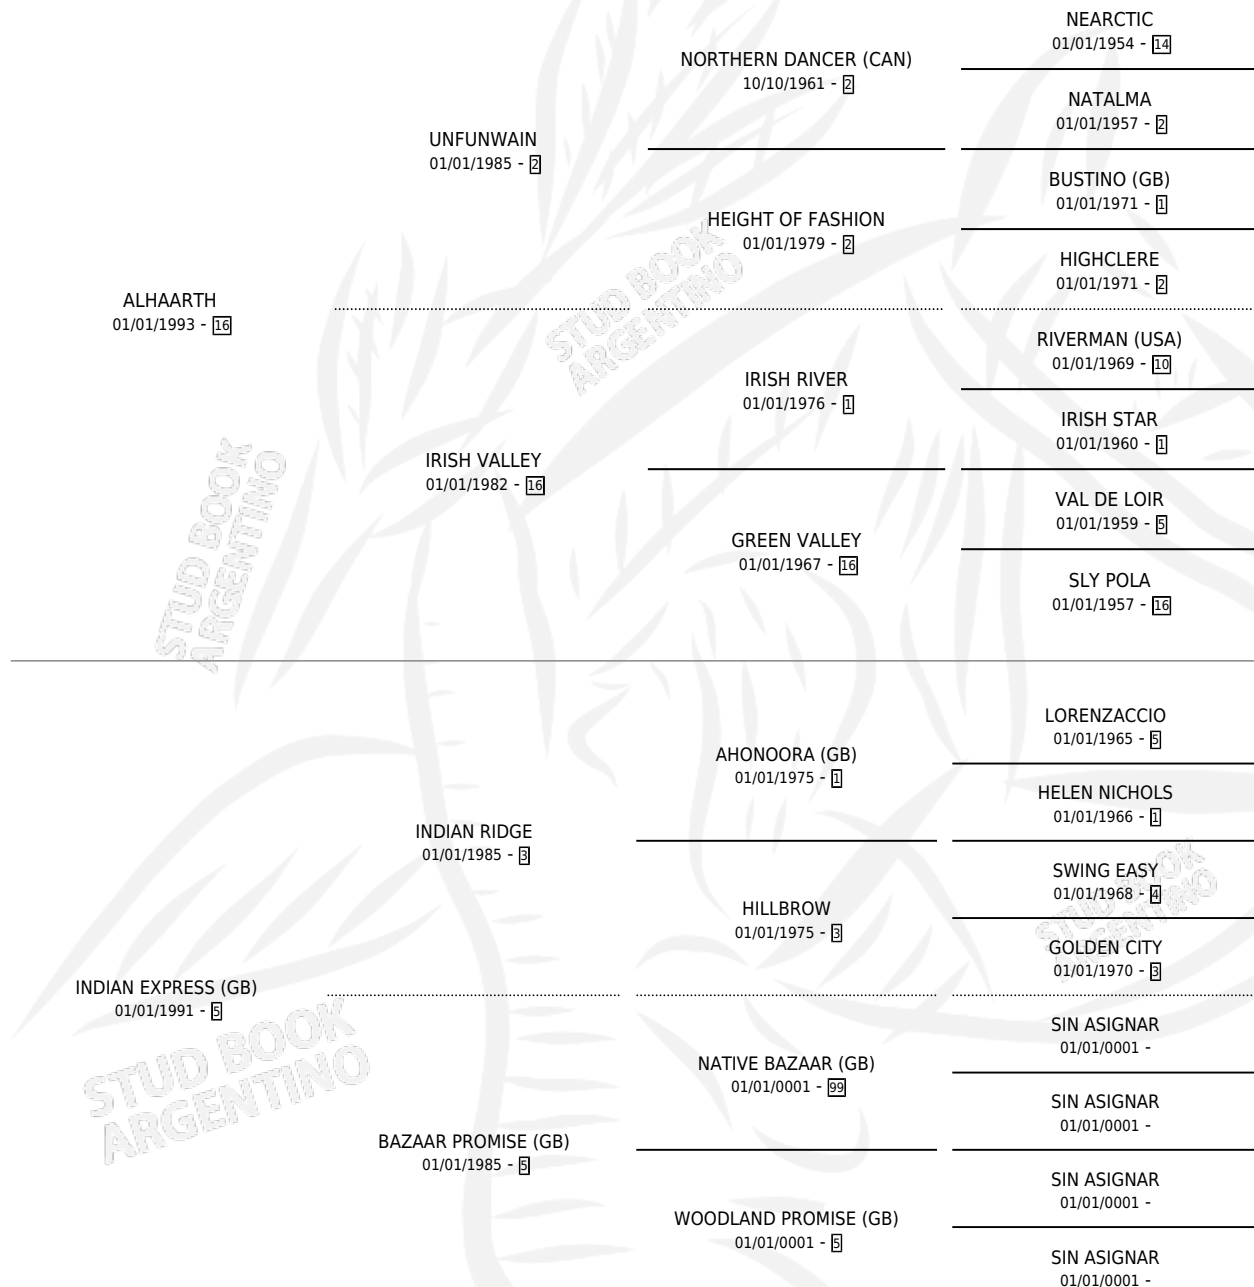 NEARCTIC
01/01/1954 - 14
NORTHERN DANCER (CAN)
10/10/1961 - 2
NATALMA
01/01/1957 - 2
UNFUNWAIN
01/01/1985 - 2
BUSTINO (GB)
01/01/1971 - 1
HEIGHT OF FASHION
01/01/1979 - 2
HIGHCLERE
01/01/1971 - 2
ALHAARTH
01/01/1993 - 16
STUD BOOK
ARGENTINO
RIVERMAN (USA)
01/01/1969 - 10
IRISH RIVER
01/01/1976 - 1
IRISH STAR
01/01/1960 - 1
IRISH VALLEY
01/01/1982 - 16
VAL DE LOIR
01/01/1959 - 5
GREEN VALLEY
01/01/1967 - 16
SLY POLA
01/01/1957 - 16
STUD BOOK
ARGENTINO
LORENZACCIO
01/01/1965 - 5
AHONOORA (GB)
01/01/1975 - 1
HELEN NICHOLS
01/01/1966 - 1
INDIAN RIDGE
01/01/1985 - 3
SWING EASY
01/01/1968 - 4
HILLBROW
01/01/1975 - 3
STUD BOOK
ARGENTINO
GOLDEN CITY
01/01/1970 - 3
INDIAN EXPRESS (GB)
01/01/1991 - 5
SIN ASIGNAR
01/01/0001 -
NATIVE BAZAAR (GB)
01/01/0001 - 99
STUD BOOK
ARGENTINO
SIN ASIGNAR
01/01/0001 -
BAZAAR PROMISE (GB)
01/01/1985 - 5
SIN ASIGNAR
01/01/0001 -
WOODLAND PROMISE (GB)
01/01/0001 - 5
SIN ASIGNAR
01/01/0001 -